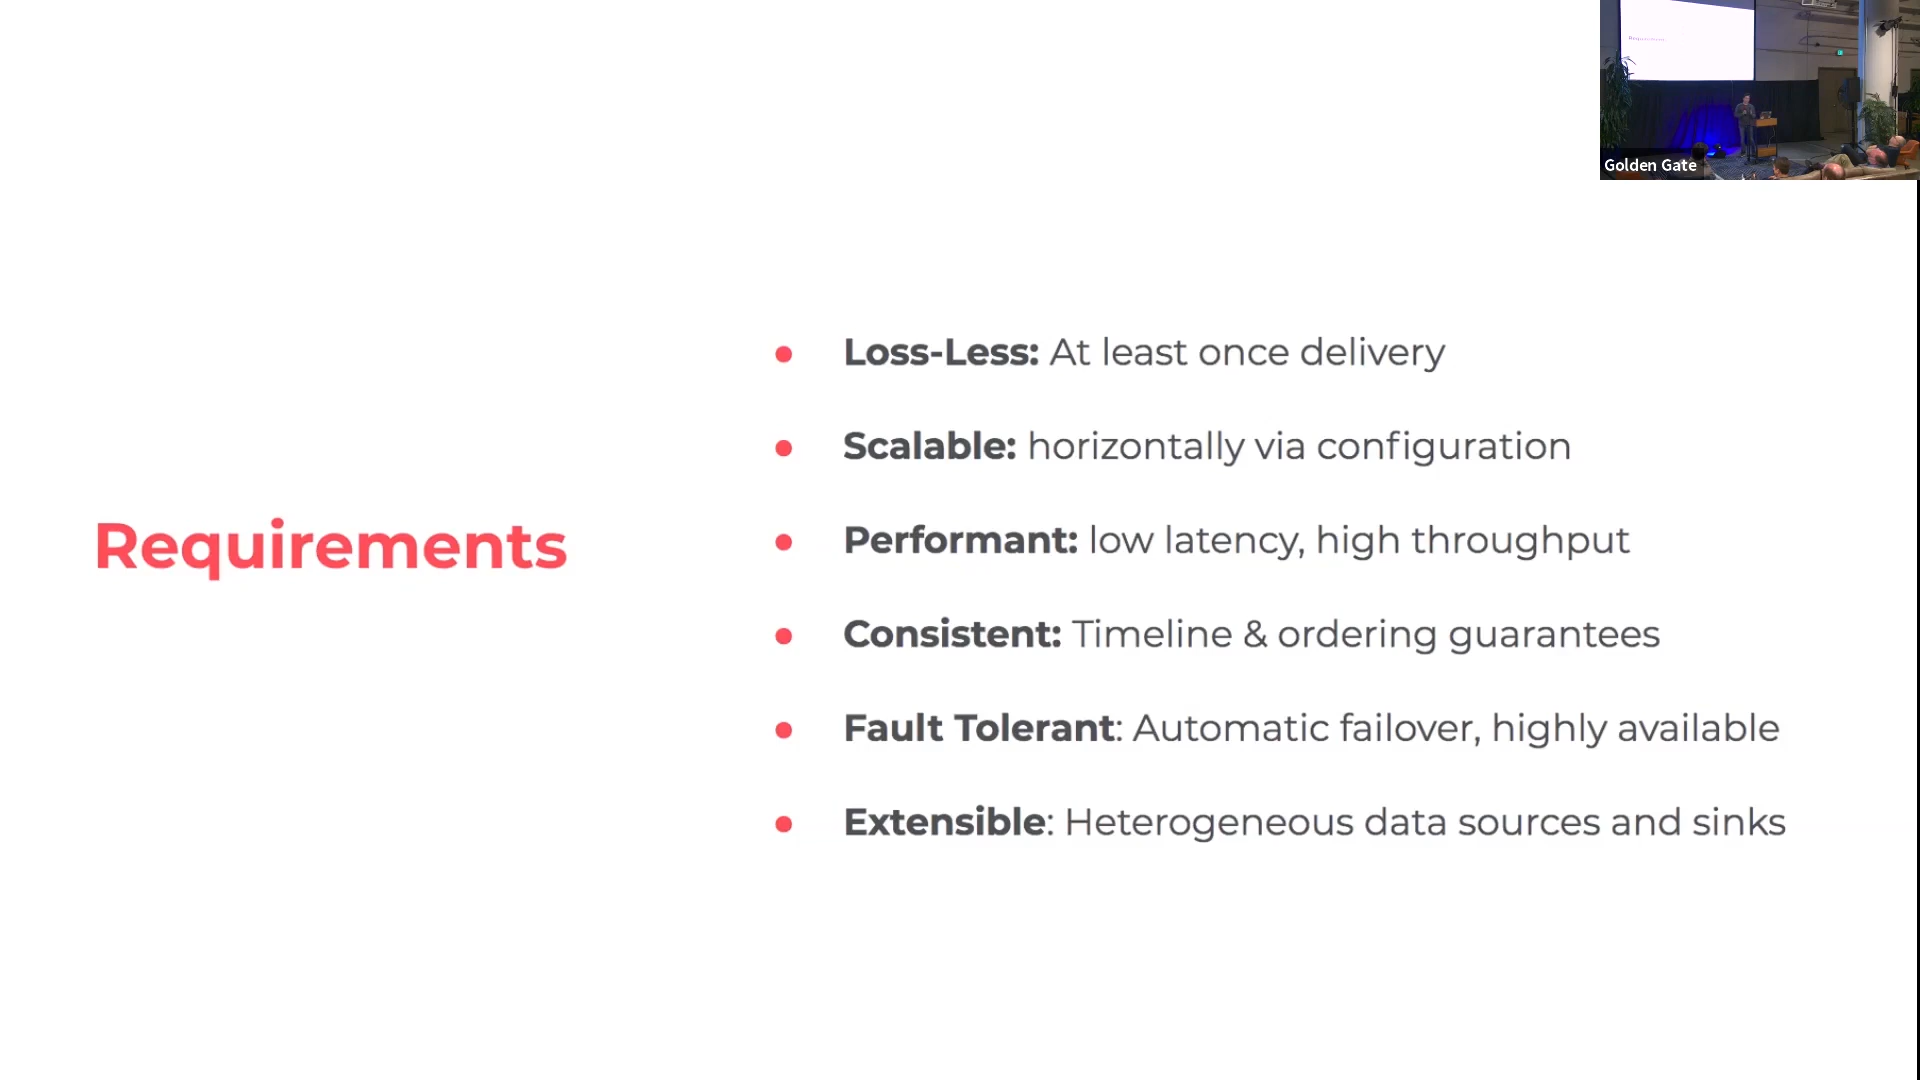 Golden Gate
Requirements
Loss-Less: At least once delivery
Scalable: horizontally via configuration
Performant: low latency, high throughput
Consistent: Timeline & ordering guarantees
Fault Tolerant: Automatic failover, highly available
Extensible: Heterogeneous data sources and sinks